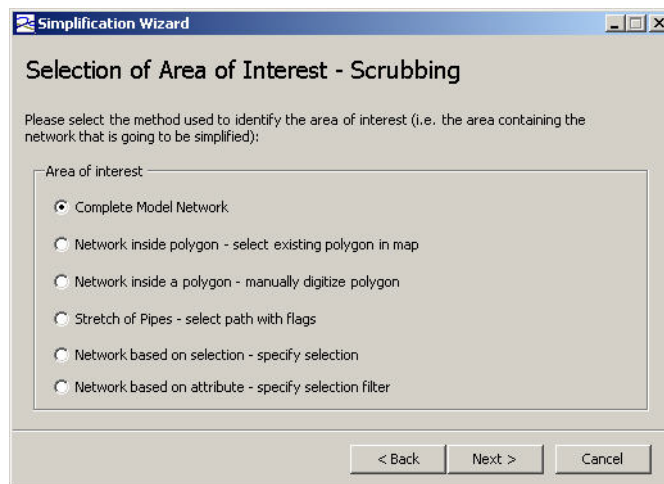 Simplification Wizard
Selection of Area of Interest - Scrubbing
Please select the method used to identify the area of interest (i.e. the area containing the
network that is going to be simplified):
Area of interest
Complete Model Network
Network inside polygon - select existing polygon in map
Network inside a polygon - manually digitize polygon
Stretch of Pipes - select path with flags
Network based on selection - specify selection
Network based on attribute - specify selection filter
< Back
Next >
Cancel